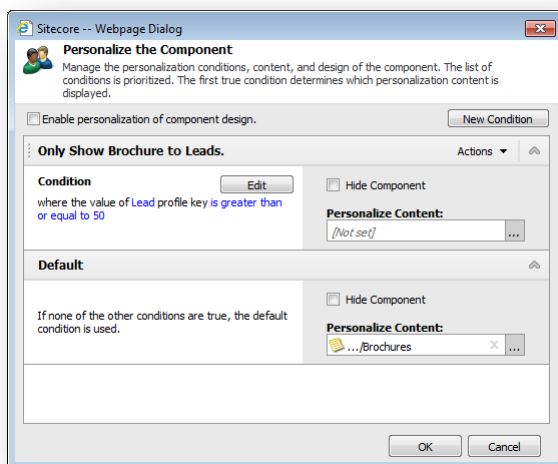 Sitecore -- Webpage Dialog
Personalize the Component
Manage the personalization conditions, content, and design of the component. The list of
conditions is prioritized. The first true condition determines which personalization content is
displayed.
Enable personalization of component design.
New Condition
Only Show Brochure to Leads.
Actions
Condition
Edit
Hide Component
where the value of Lead profile key is greater than
or equal to 50
Personalize Content:
[Not set]
...
Default
Hide Component
If none of the other conditions are true, the default
condition is used.
Personalize Content:
.../Brochures
...
OK
Cancel